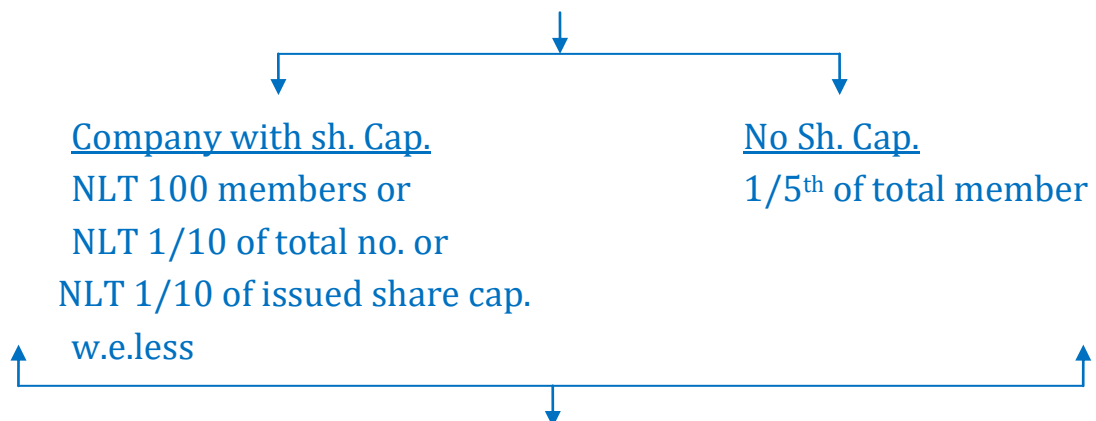 Company with sh. Cap.
NLT 100 members or
NLT 1/10 of total no. or
NLT 1/10 of issued share cap.
w.e.less
No Sh. Cap.
1/5th of total member